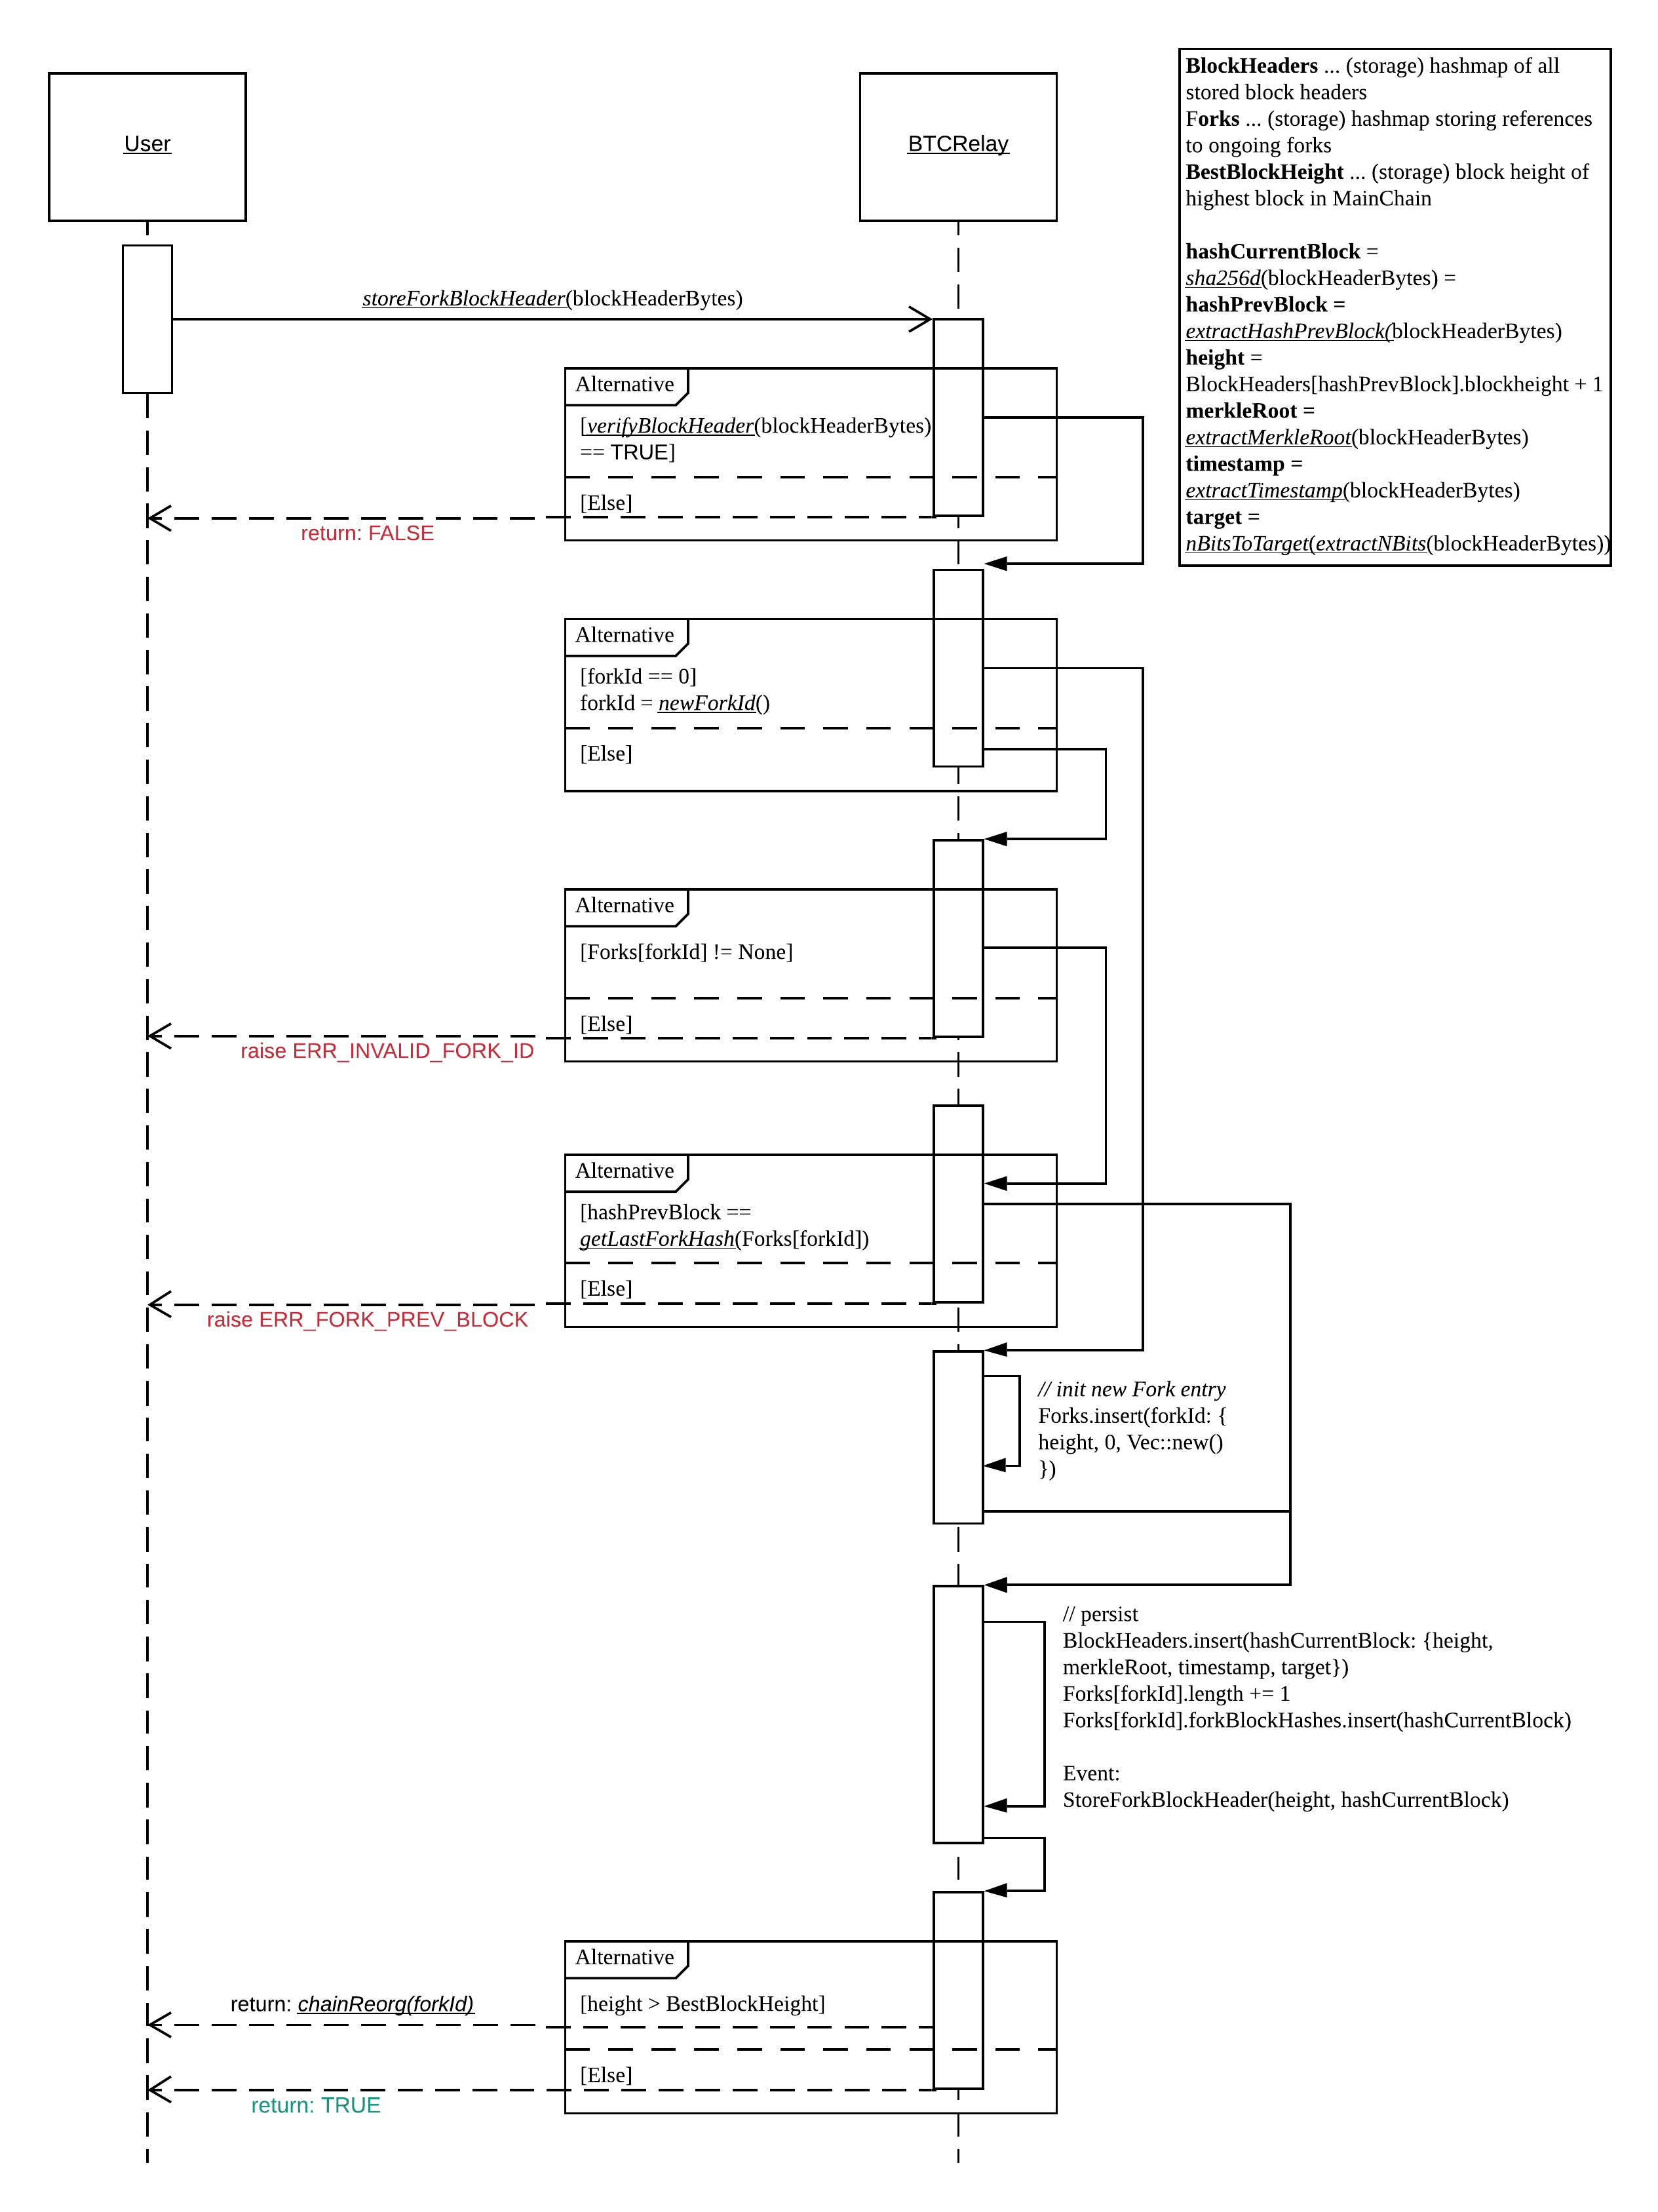 User
BTCRelay
BlockHeaders ... (storage) hashmap of all
stored block headers
Forks ... (storage) hashmap storing references
to ongoing forks
BestBlockHeight ... (storage) block height of
highest block in MainChain
hashCurrentBlock =
sha256d(blockHeaderBytes) =
hashPrevBlock =
extractHashPrevBlock(blockHeaderBytes)
height =
BlockHeaders[hashPrevBlock].blockheight + 1
merkleRoot =
extractMerkleRoot(blockHeaderBytes)
timestamp =
extractTimestamp(blockHeaderBytes)
target =
nBitsToTarget(extractNBits(blockHeaderBytes))
storeForkBlockHeader(blockHeaderBytes)
Alternative
[verifyBlockHeader(blockHeaderBytes)
== TRUE]
[Else]
return: FALSE
Alternative
[forkId == 0]
forkId = newForkId()
[Else]
Alternative
[Forks[forkId] != None]
[Else]
raise ERR_INVALID_FORK_ID
Alternative
[hashPrevBlock ==
getLastForkHash(Forks[forkId])
[Else]
raise ERR_FORK_PREV_BLOCK
// init new Fork entry
Forks.insert(forkId: {
height, 0, Vec::new()
})
// persist
BlockHeaders.insert(hashCurrentBlock: {height,
merkleRoot, timestamp, target})
Forks[forkId].length += 1
Forks[forkId].forkBlockHashes.insert(hashCurrentBlock)
Event:
StoreForkBlockHeader(height, hashCurrentBlock)
Alternative
[height > BestBlockHeight]
return: chainReorg(forkId)
[Else]
return: TRUE